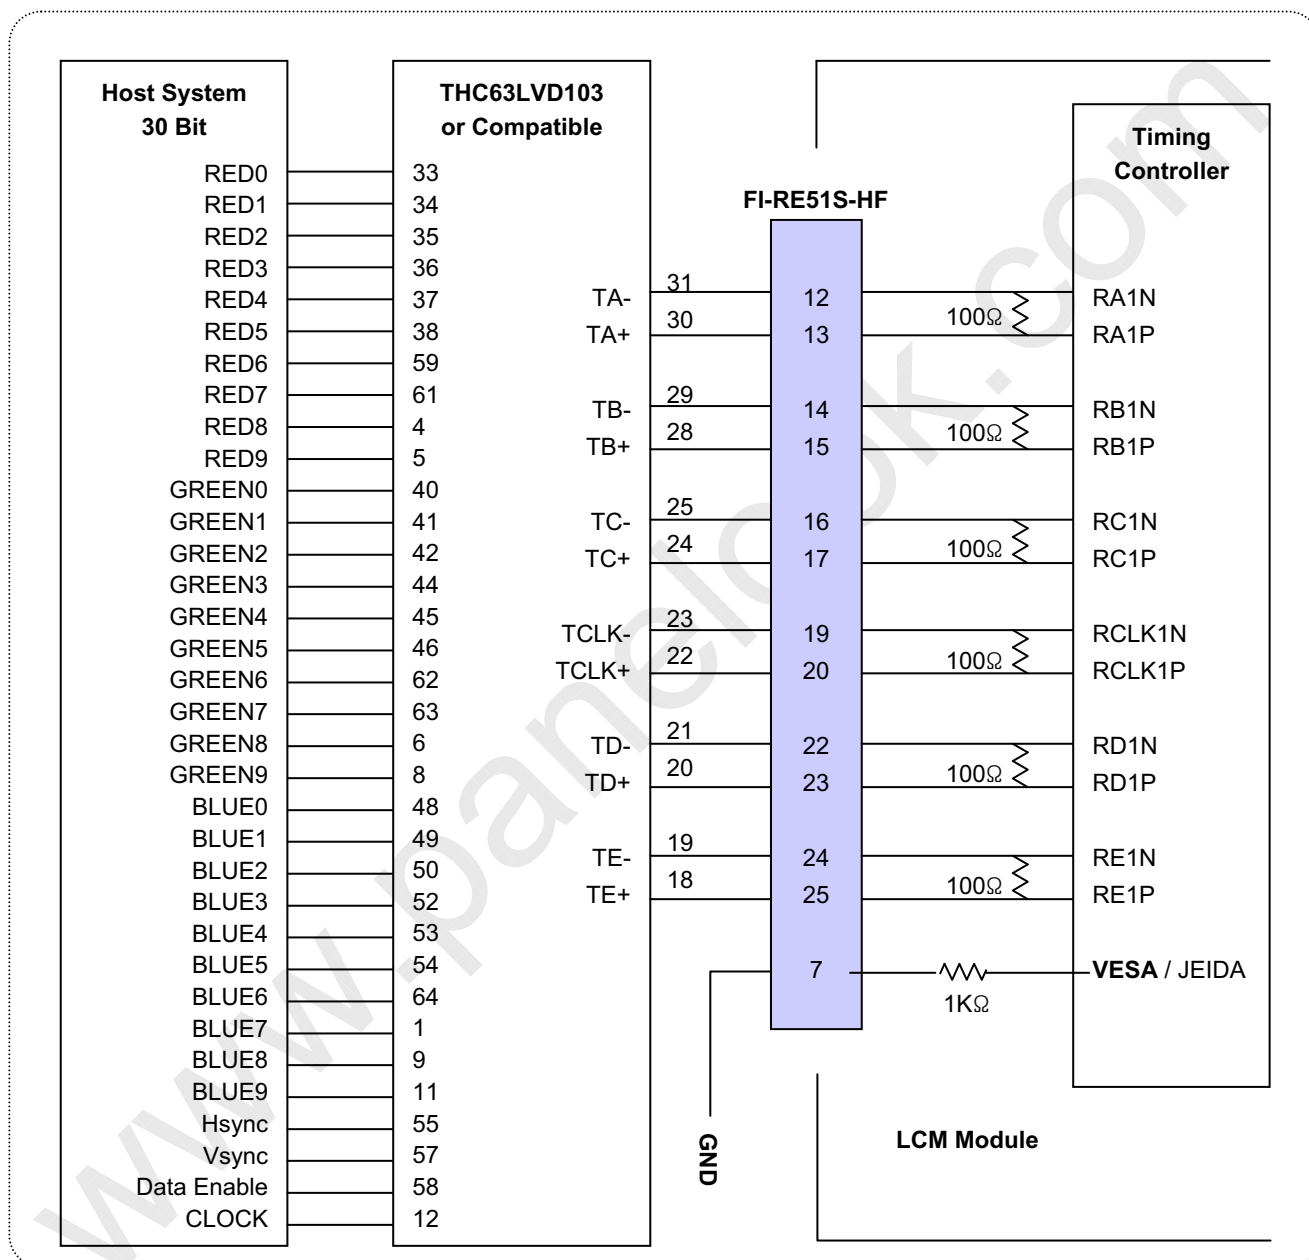 Host System
30 Bit
THC63LVD103
or Compatible
Timing
Controller
FI-RE51S-HF
RED0 33
RED1 34
RED2 35
RED3 36
RED4 37
RED5 38
RED6 59
RED7 61
RED8 4
RED9 5
GREEN0 40
GREEN1 41
GREEN2 42
GREEN3 44
GREEN4 45
GREEN5 46
GREEN6 62
GREEN7 63
GREEN8 6
GREEN9 8
BLUE0 48
BLUE1 49
BLUE2 50
BLUE3 52
BLUE4 53
BLUE5 54
BLUE6 64
BLUE7 1
BLUE8 9
BLUE9 11
Hsync 55
Vsync 57
Data Enable 58
CLOCK 12
TA- 31 12 RA1N
100Ω
TA+ 30 13 RA1P
TB- 29 14 RB1N
100Ω
TB+ 28 15 RB1P
TC- 25 16 RC1N
100Ω
TC+ 24 17 RC1P
TCLK- 23 19 RCLK1N
100Ω
TCLK+ 22 20 RCLK1P
TD- 21 22 RD1N
100Ω
TD+ 20 23 RD1P
TE- 19 24 RE1N
100Ω
TE+ 18 25 RE1P
7 VESA / JEIDA
1KΩ
GND
LCM Module
www.panelook.com